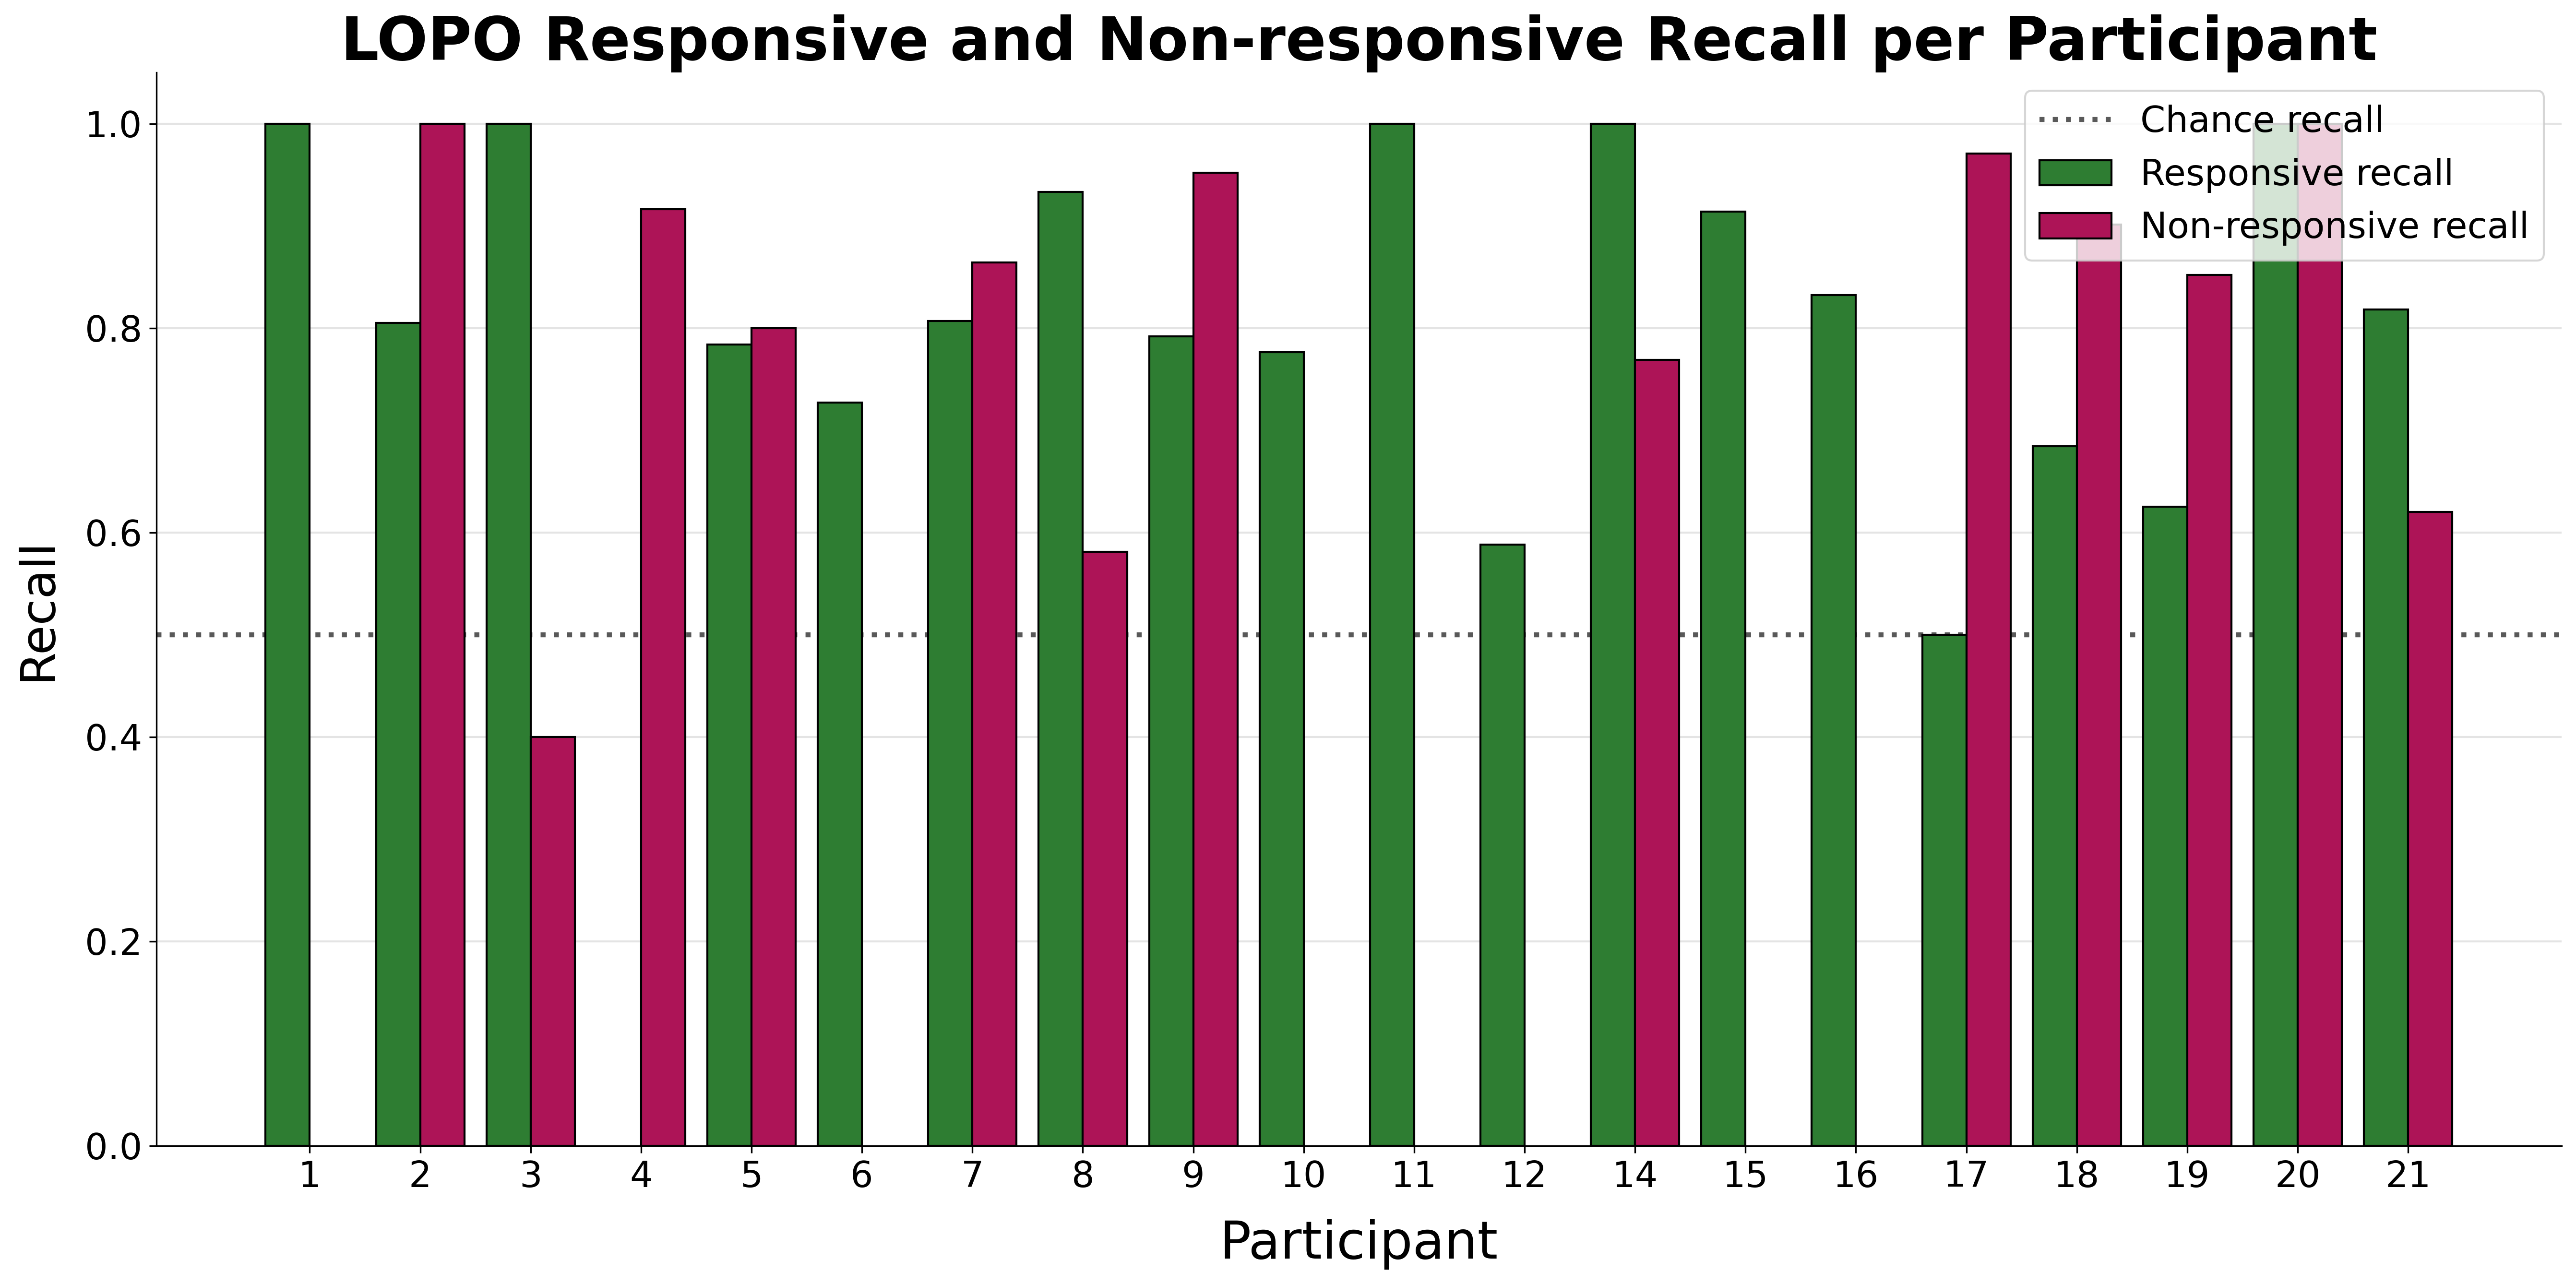 LOPO Responsive and Non-responsive Recall per Participant
Chance recall
Responsive recall
Non-responsive recall
1.0
0.8
0.6
0.4
0.2
0.0
Recall
1 2 3 4 5 6 7 8 9 10 11 12 14 15 16 17 18 19 20 21
Participant